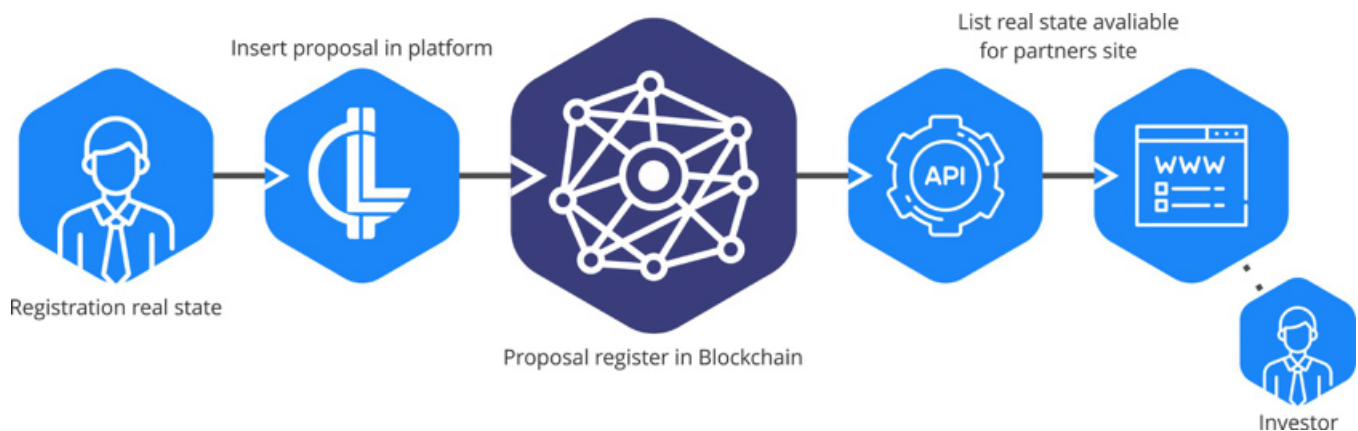 Insert proposal in platform
List real state avaliable
for partners site
API
WWW
Registration real state
Proposal register in Blockchain
Investor